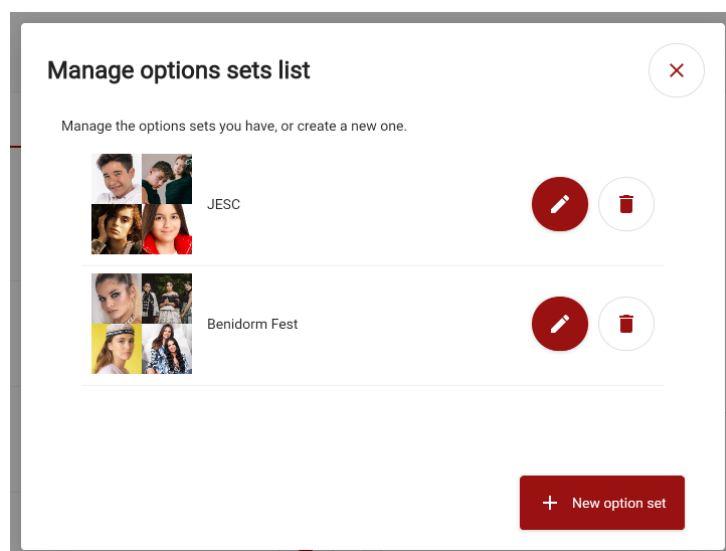 Manage options sets list
Manage the options sets you have, or create a new one.
JESC
Benidorm Fest
New option set